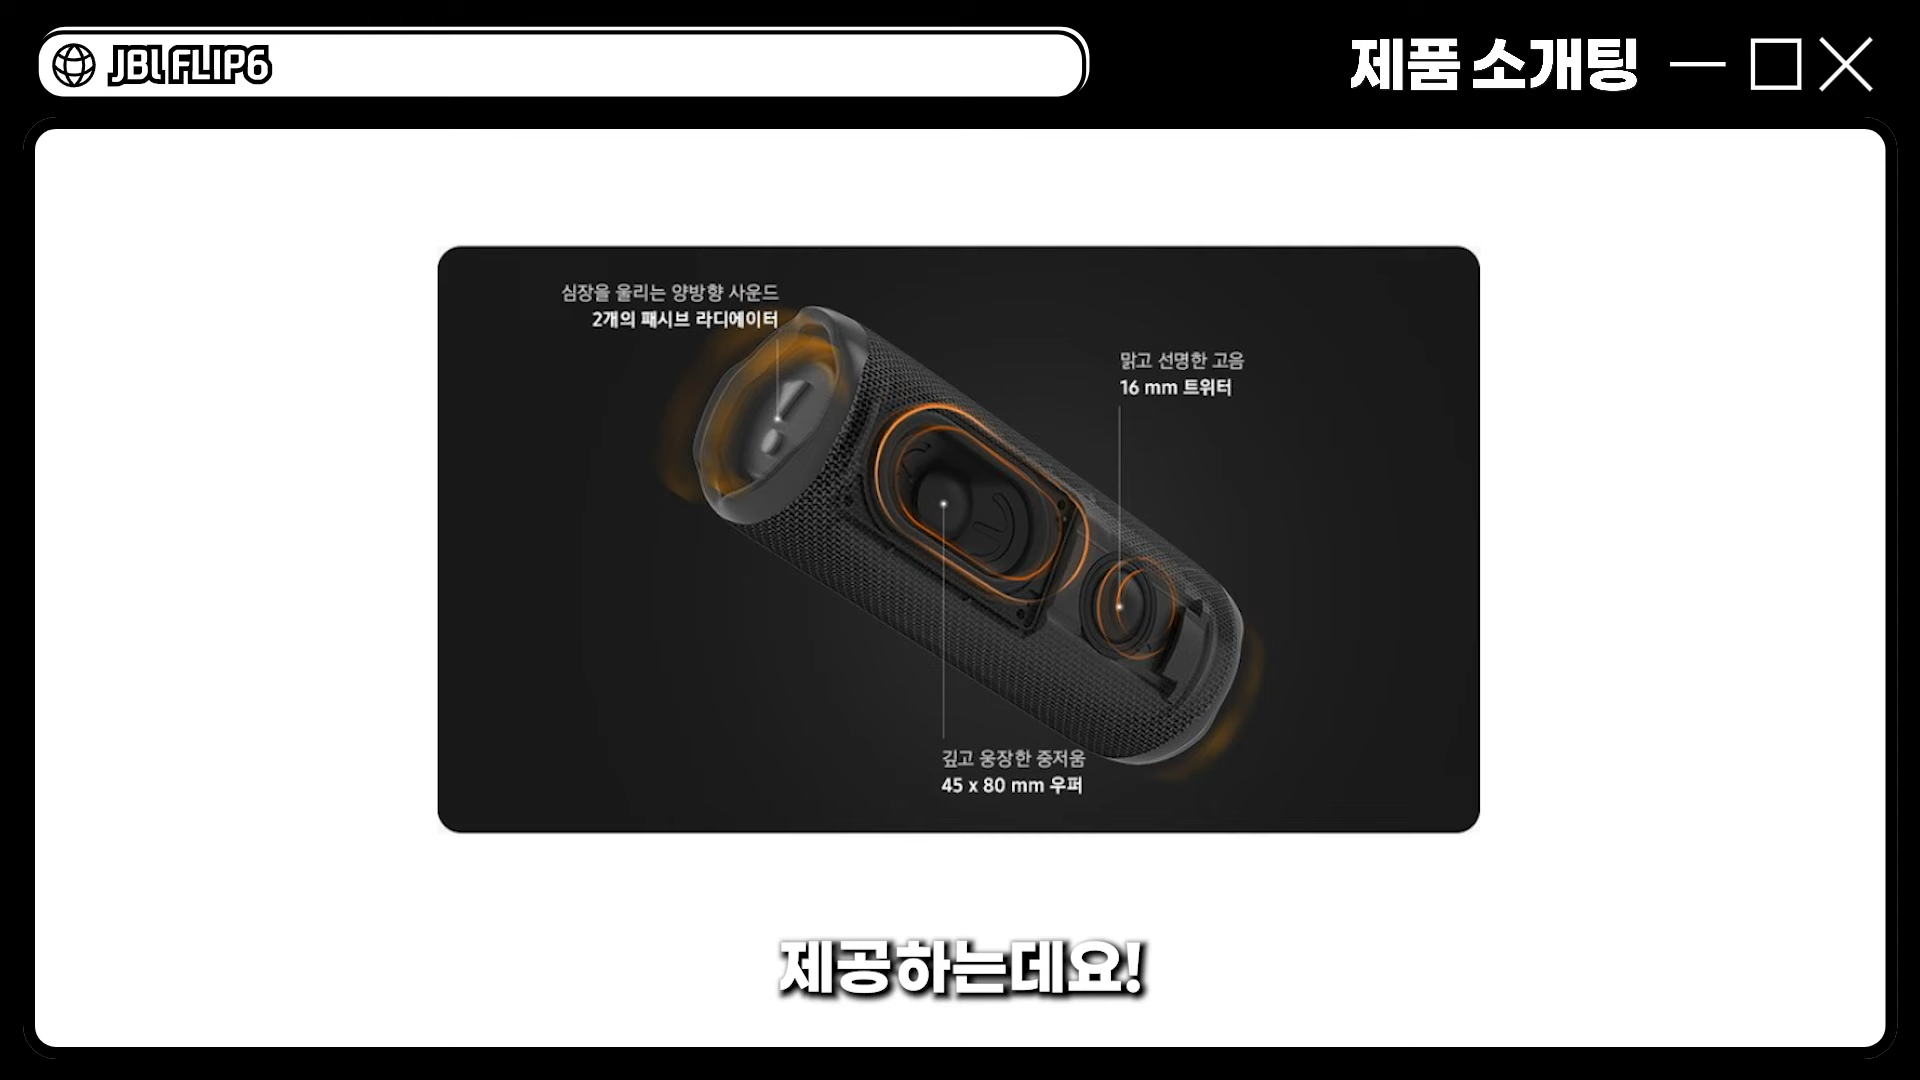 JBL FLIP6
제품 소개팅
심장을 울리는 양방향 사운드
2개의 패시브 라디에이터
맑고 선명한 고음
16 mm 트위터
깊고 웅장한 중저움
45 x 80 mm 우퍼
제공하는데요!